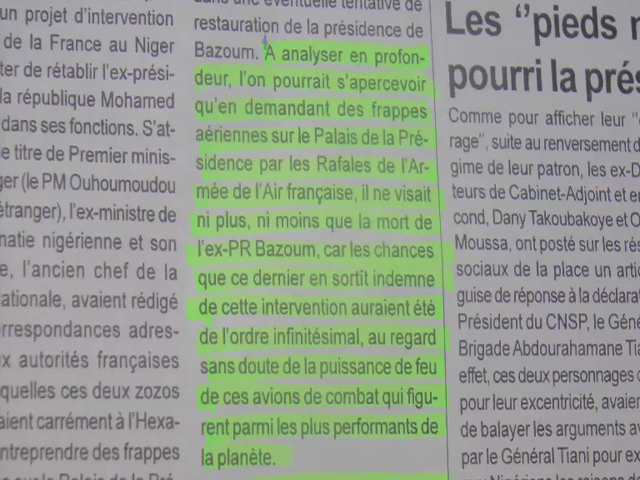 un projet d'intervention
de la France au Niger
ter de rétablir l'ex-prési-
la république Mohamed
dans ses fonctions. S'at-
e titre de Premier minis-
ger (le PM Ouhoumoudou
étranger), l'ex-ministre de
matie nigérienne et son
e, l'ancien chef de la
ationale, avaient rédigé
rrespondances adres-
x autorités françaises
quelles ces deux zozos
aient carrément à l'Hexa-
ntreprendre des frappes
dans une éventuelle tentative de
restauration de la présidence de
Bazoum. A analyser en profon-
deur, l'on pourrait s'apercevoir
qu'en demandant des frappes
aériennes sur le Palais de la Pré-
sidence par les Rafales de l'Ar-
mée de l'Air française, il ne visait
ni plus, ni moins que la mort de
l'ex-PR Bazoum, car les chances
que ce dernier en sortît indemne
de cette intervention auraient été
de l'ordre infinitésimal, au regard
sans doute de la puissance de feu
de ces avions de combat qui figu-
rent parmi les plus performants de
la planète.
Les ''pieds n
pourri la prés
Comme pour afficher leur ''
rage'', suite au renversement d
gime de leur patron, les ex-D
teurs de Cabinet-Adjoint et e
cond, Dany Takoubakoye et O
Moussa, ont posté sur les rés
sociaux de la place un arti
guise de réponse à la déclarat
Président du CNSP, le Géné
Brigade Abdourahamane Tia
effet, ces deux personnages c
pour leur excentricité, avaien
de balayer les arguments av
par le Général Tiani pour ex